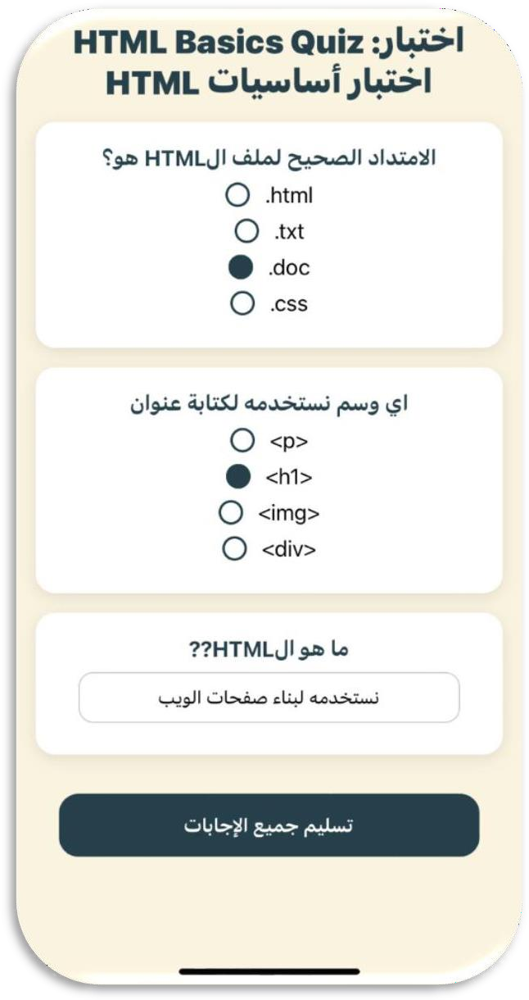 اختبار: HTML Basics Quiz
اختبار أساسيات HTML
الامتداد الصحيح لملف الHTML هو؟
.html
.txt
.doc
.css
اي وسم نستخدمه لكتابة عنوان
<p>
<h1>
<img>
<div>
ما هو الHTML??
نستخدمه لبناء صفحات الويب
تسليم جميع الإجابات